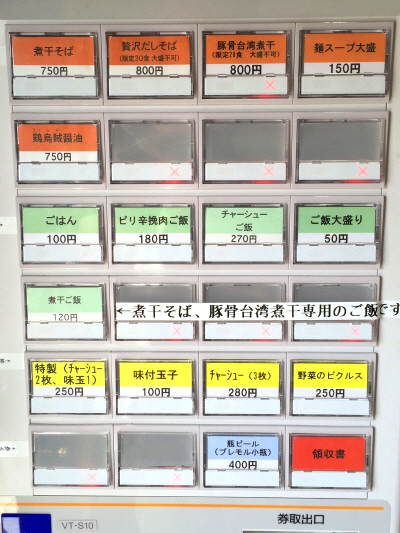 煮干そば
750円
贅沢だしそば
(限定30食 大盛不可)
800円
豚骨台湾煮干
(限定20食 大盛不可)
800円
麺スープ大盛
150円
鶏烏賊醤油
750円
ごはん
100円
ピリ辛挽肉ご飯
180円
チャーシュー
ご飯
270円
ご飯大盛り
50円
煮干ご飯
120円
←煮干そば、豚骨台湾煮干専用のご飯です
特製(チャーシュー
2枚、味玉1)
250円
味付玉子
100円
チャーシュー(3枚)
280円
野菜のピクルス
250円
瓶ビール
(プレモル小瓶)
400円
領収書
VT-S10
券取出口